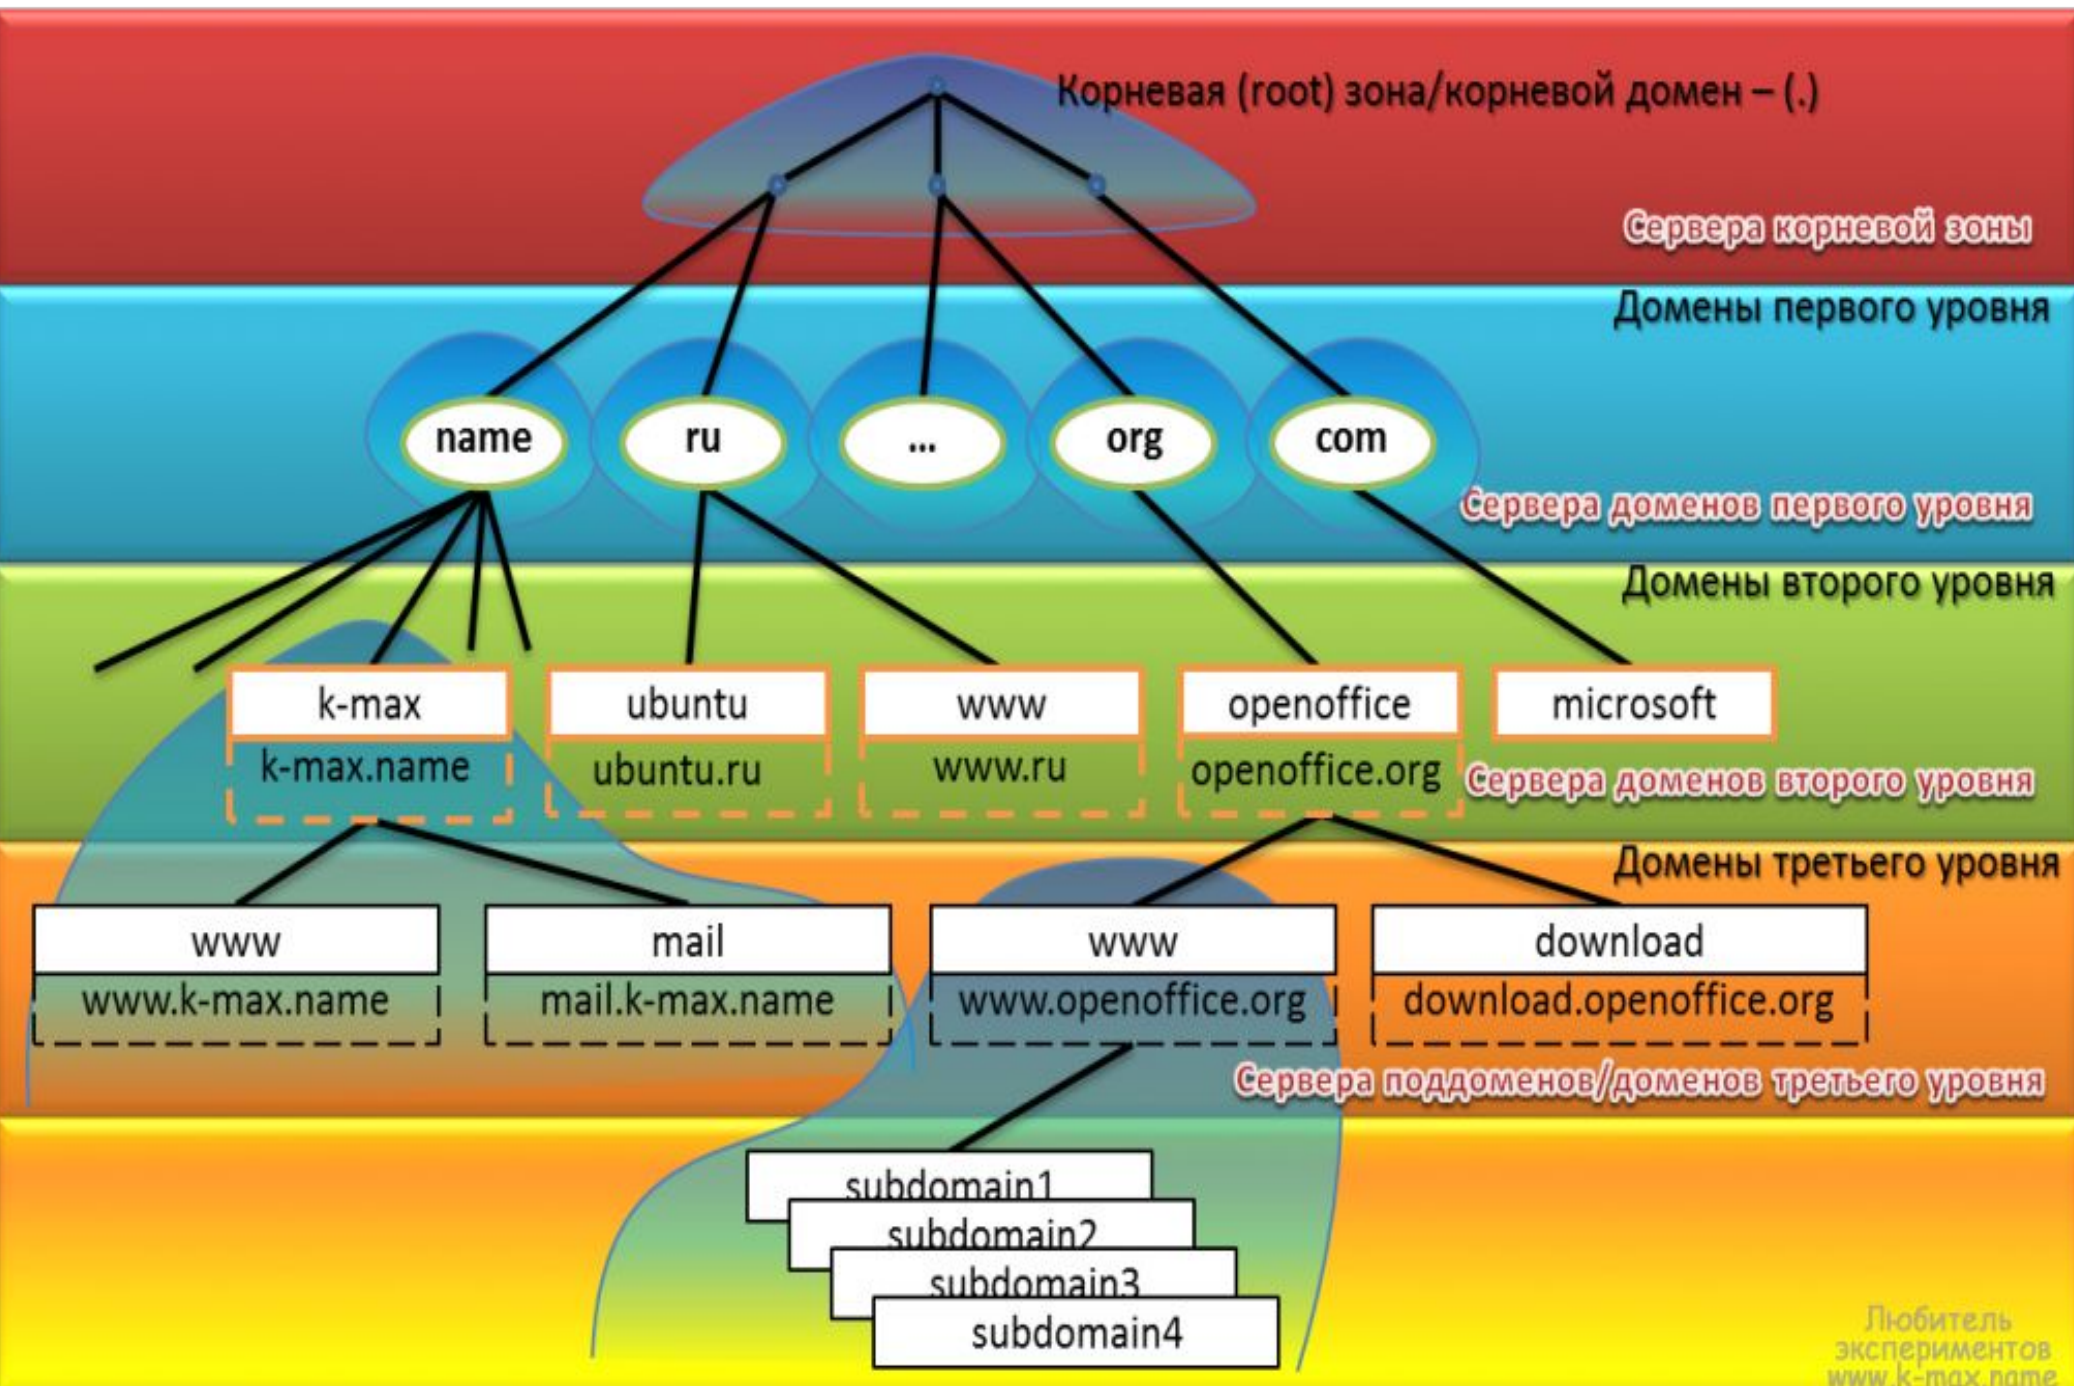 Корневая (root) зона/корневой домен – (.)
Сервера корневой зоны
Домены первого уровня
name
ru
...
org
com
Сервера доменов первого уровня
Домены второго уровня
k-max
ubuntu
www
openoffice
microsoft
k-max.name
ubuntu.ru
www.ru
openoffice.org
Сервера доменов второго уровня
Домены третьего уровня
www
mail
www
download
www.k-max.name
mail.k-max.name
www.openoffice.org
download.openoffice.org
Сервера поддоменов/доменов третьего уровня
subdomain1
subdomain2
subdomain3
subdomain4
Любитель
экспериментов
www.k-max.name